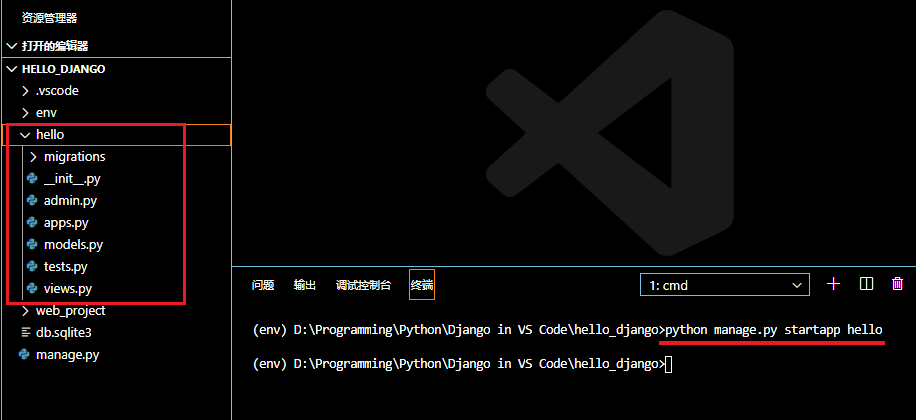 资源管理器
打开的编辑器
HELLO_DJANGO
.vscode
env
hello
migrations
__init__.py
admin.py
apps.py
models.py
tests.py
views.py
web_project
db.sqlite3
manage.py
问题 输出 调试控制台 终端 1: cmd
(env) D:\Programming\Python\Django in VS Code\hello_django>python manage.py startapp hello
(env) D:\Programming\Python\Django in VS Code\hello_django>